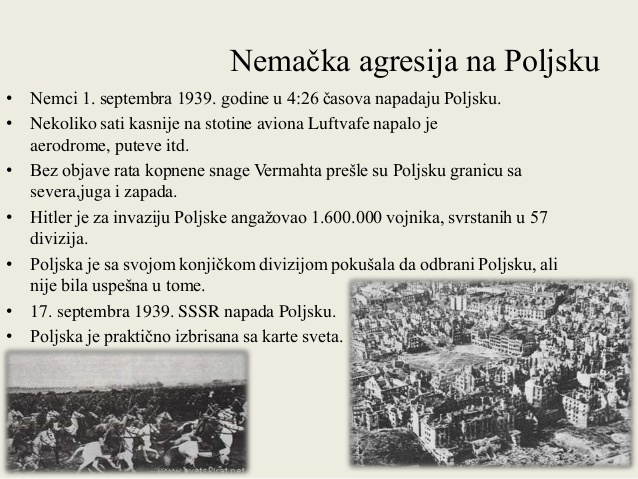 Nemačka agresija na Poljsku
• Nemci 1. septembra 1939. godine u 4:26 časova napadaju Poljsku.
• Nekoliko sati kasnije na stotine aviona Luftvafe napalo je
aerodrome, puteve itd.
• Bez objave rata kopnene snage Vermahta prešle su Poljsku granicu sa
severa,juga i zapada.
• Hitler je za invaziju Poljske angažovao 1.600.000 vojnika, svrstanih u 57
divizija.
• Poljska je sa svojom konjičkom divizijom pokušala da odbrani Poljsku, ali
nije bila uspešna u tome.
• 17. septembra 1939. SSSR napada Poljsku.
• Poljska je praktično izbrisana sa karte sveta.